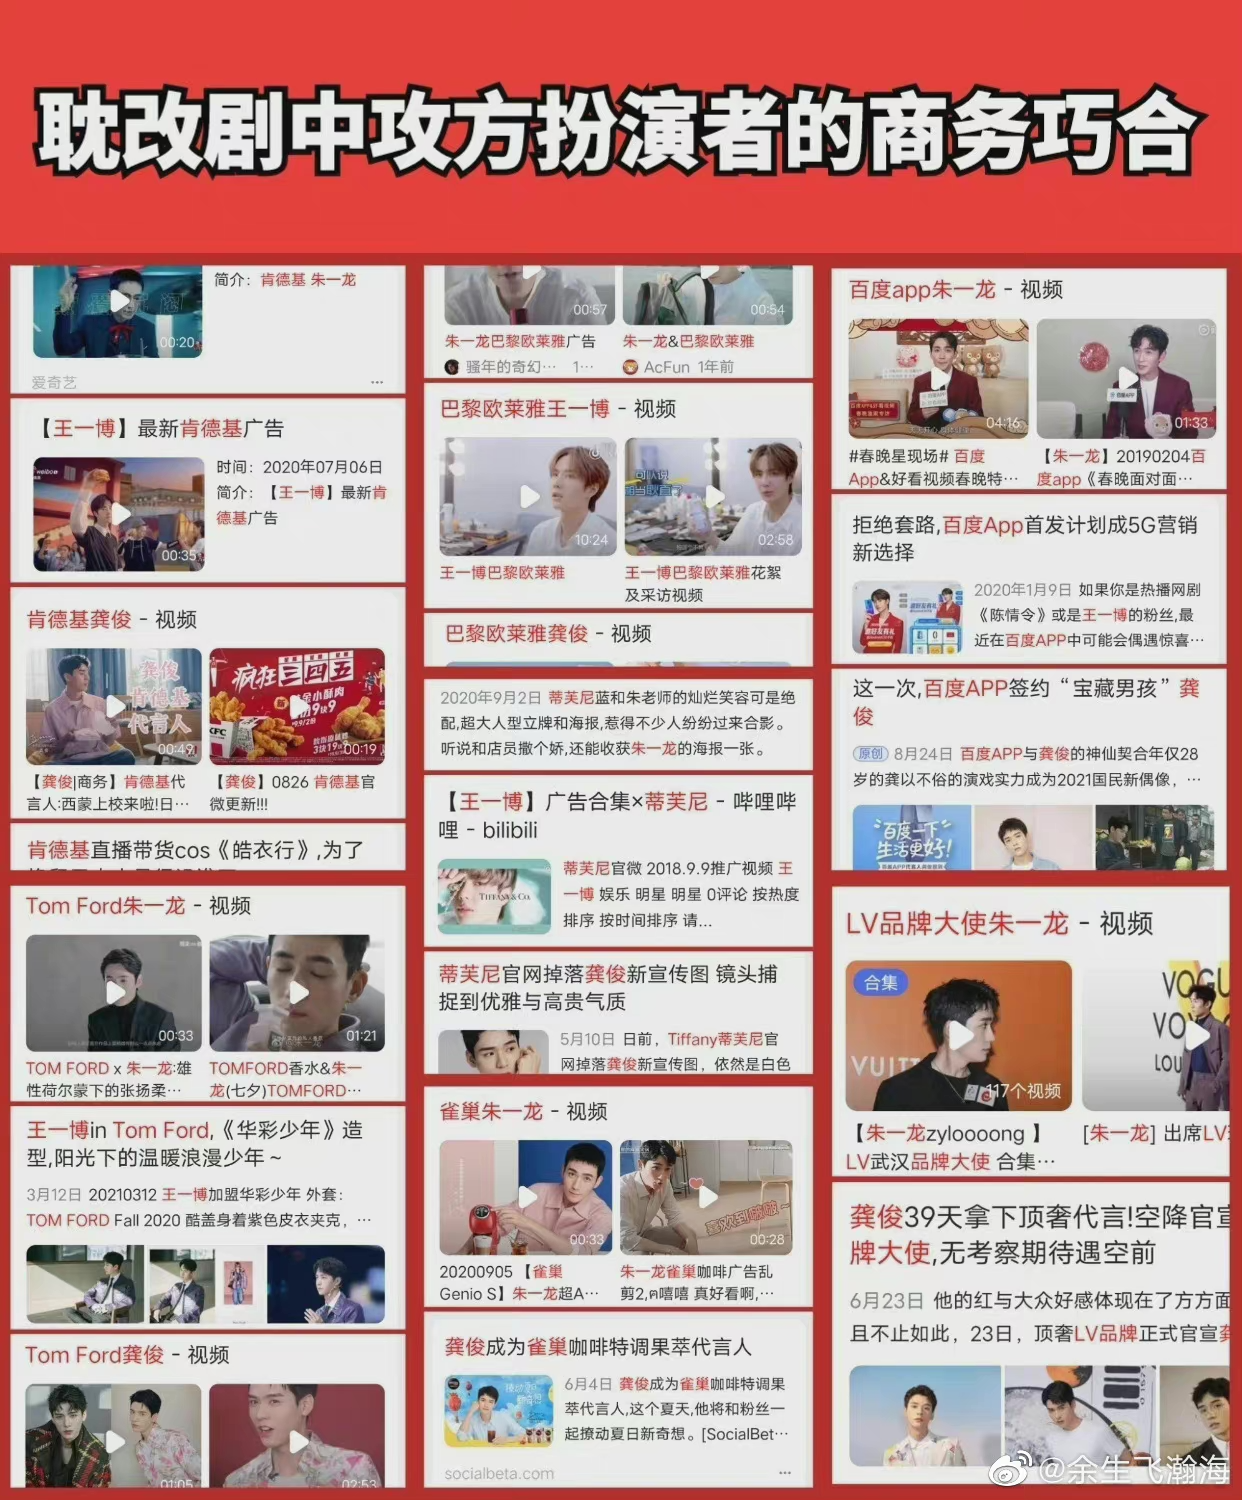 耽改剧中攻方扮演者的商务巧合
简介：肯德基 朱一龙
00:20
爱奇艺
【王一博】最新肯德基广告
时间：2020年07月06日
简介：【王一博】最新肯
德基广告
00:35
肯德基龚俊 - 视频
龚俊
肯德基
代言人
00:49
疯狂三四五
KFC
00:19
【龚俊|商务】肯德基代
言人:西蒙上校来啦!日…
【龚俊】0826 肯德基官
微更新!!!
肯德基直播带货cos《皓衣行》,为了
Tom Ford朱一龙 - 视频
00:33
01:21
TOM FORD x 朱一龙:雄
性荷尔蒙下的张扬柔…
TOMFORD香水&朱一
龙(七夕)TOMFORD…
王一博in Tom Ford,《华彩少年》造
型,阳光下的温暖浪漫少年～
3月12日 20210312 王一博加盟华彩少年 外套：
TOM FORD Fall 2020 酷盖身着紫色皮衣夹克，…
Tom Ford龚俊 - 视频
01:05
02:53
00:57
00:54
朱一龙巴黎欧莱雅广告
朱一龙&巴黎欧莱雅
骚年的奇幻… 1…
AcFun 1年前
巴黎欧莱雅王一博 - 视频
可以说
相当耿直了
10:24
02:58
王一博巴黎欧莱雅
王一博巴黎欧莱雅花絮
及采访视频
巴黎欧莱雅龚俊 - 视频
2020年9月2日 蒂芙尼蓝和朱老师的灿烂笑容可是绝
配,超大人型立牌和海报,惹得不少人纷纷过来合影。
听说和店员撒个娇,还能收获朱一龙的海报一张。
【王一博】广告合集×蒂芙尼 - 哔哩哔
哩 - bilibili
TIFFANY & CO.
蒂芙尼官微 2018.9.9推广视频 王
一博 娱乐 明星 明星 0评论 按热度
排序 按时间排序 请...
蒂芙尼官网掉落龚俊新宣传图 镜头捕
捉到优雅与高贵气质
5月10日 日前，Tiffany蒂芙尼官
网掉落龚俊新宣传图，依然是白色
雀巢朱一龙 - 视频
00:33
00:28
20200905 【雀巢
Genio S】朱一龙超A…
朱一龙雀巢咖啡广告乱
剪2,ค嘻嘻 真好看啊,…
龚俊成为雀巢咖啡特调果萃代言人
6月4日 龚俊成为雀巢咖啡特调果
萃代言人,这个夏天,他将和粉丝一
起撩动夏日新奇想。[SocialBet…
socialbeta.com
百度app朱一龙 - 视频
04:16
01:33
#春晚星现场# 百度
App&好看视频春晚特…
【朱一龙】20190204百
度app《春晚面对面…
拒绝套路,百度App首发计划成5G营销
新选择
2020年1月9日 如果你是热播网剧
《陈情令》或是王一博的粉丝,最
近在百度APP中可能会偶遇惊喜…
这一次,百度APP签约“宝藏男孩”龚
俊
原创 8月24日 百度APP与龚俊的神仙契合年仅28
岁的龚以不俗的演戏实力成为2021国民新偶像，…
“百度一下”
生活更好!
LV品牌大使朱一龙 - 视频
合集
VUITT
117个视频
VOGU
VO
LOU
【朱一龙zyloooong 】
LV武汉品牌大使 合集…
[朱一龙] 出席LV
龚俊39天拿下顶奢代言!空降官宣
牌大使,无考察期待遇空前
6月23日 他的红与大众好感体现在了方方面
且不止如此，23日，顶奢LV品牌正式官宣龚
@余生飞瀚海